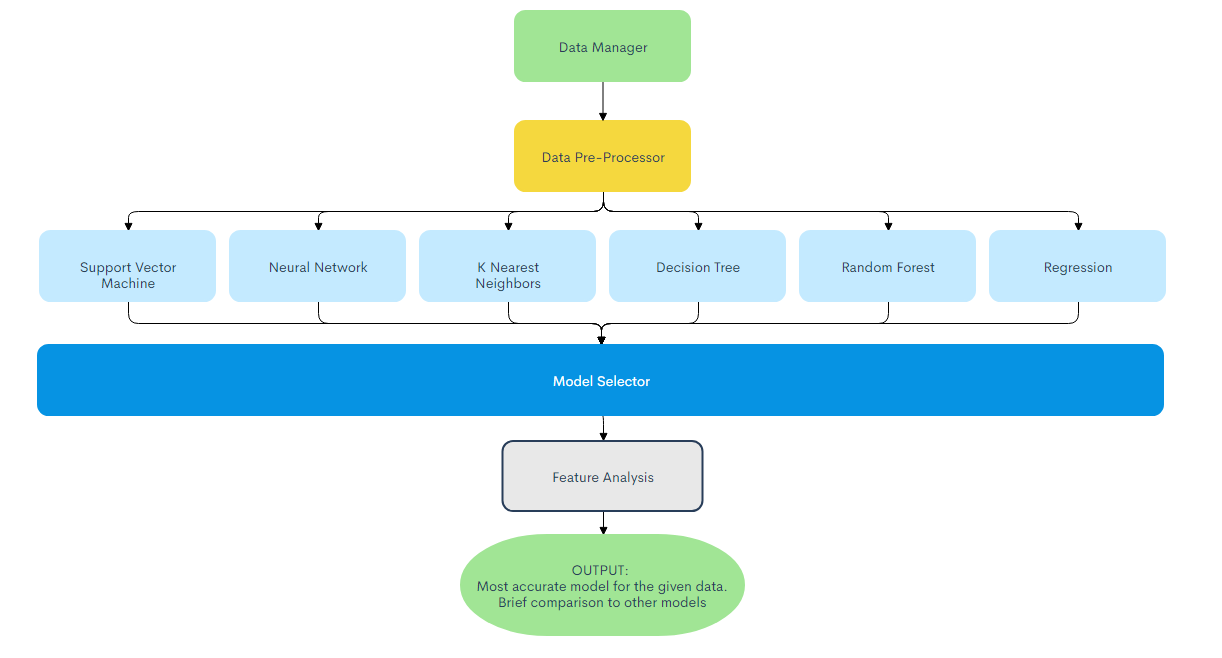 Data Manager
Data Pre-Processor
Support Vector
Machine
Neural Network
K Nearest
Neighbors
Decision Tree
Random Forest
Regression
Model Selector
Feature Analysis
OUTPUT:
Most accurate model for the given data.
Brief comparison to other models